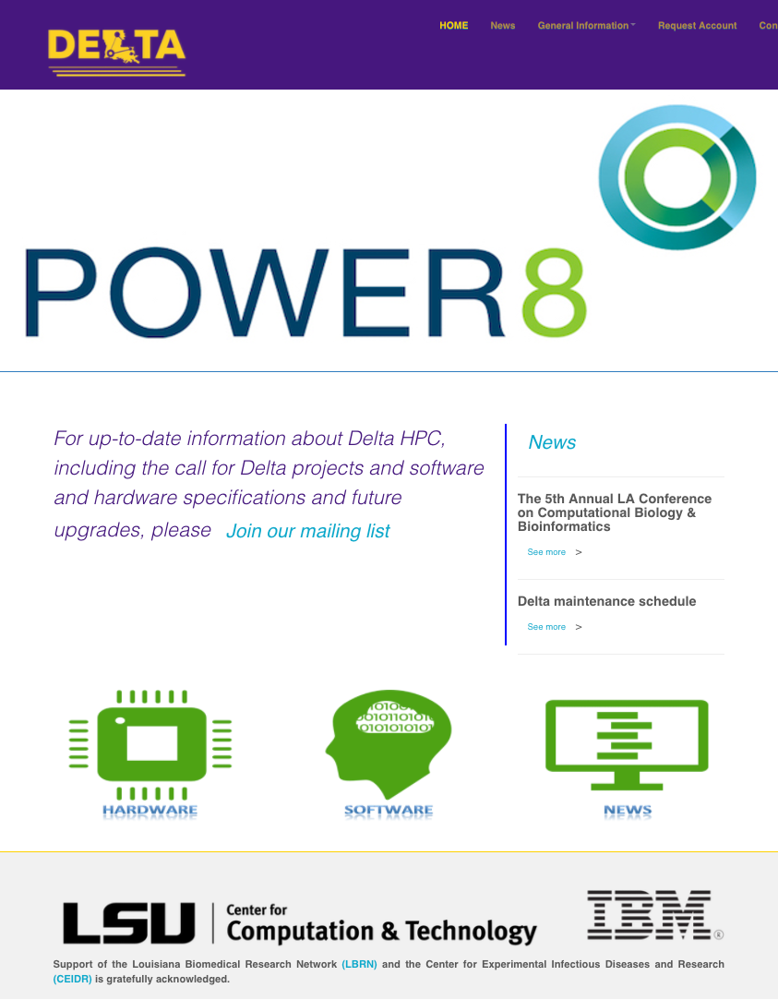 DELTA
HOME News General Information Request Account Con
POWER8
For up-to-date information about Delta HPC,
including the call for Delta projects and software
and hardware specifications and future
upgrades, please Join our mailing list
News
The 5th Annual LA Conference
on Computational Biology &
Bioinformatics
See more >
Delta maintenance schedule
See more >
HARDWARE
SOFTWARE
NEWS
LSU Center for
Computation & Technology
IBM®
Support of the Louisiana Biomedical Research Network (LBRN) and the Center for Experimental Infectious Diseases and Research
(CEIDR) is gratefully acknowledged.